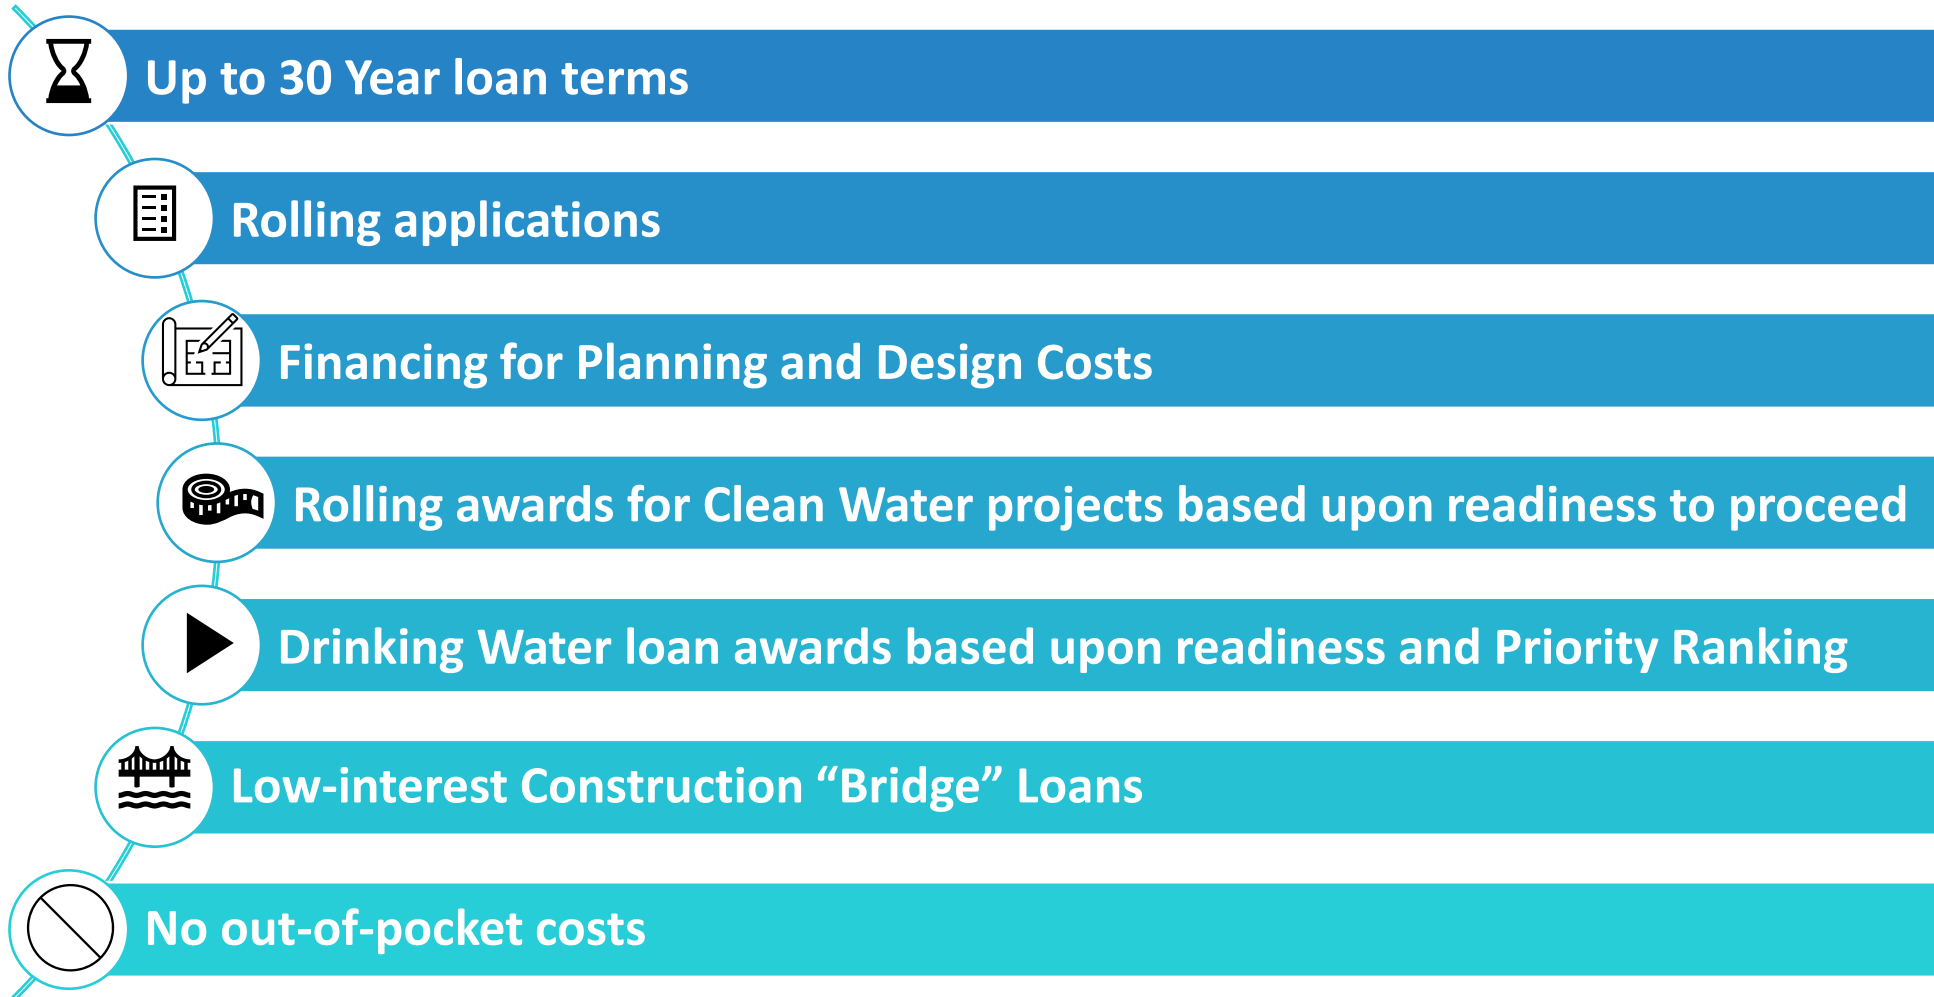 Up to 30 Year loan terms
Rolling applications
Financing for Planning and Design Costs
Rolling awards for Clean Water projects based upon readiness to proceed
Drinking Water loan awards based upon readiness and Priority Ranking
Low-interest Construction “Bridge” Loans
No out-of-pocket costs